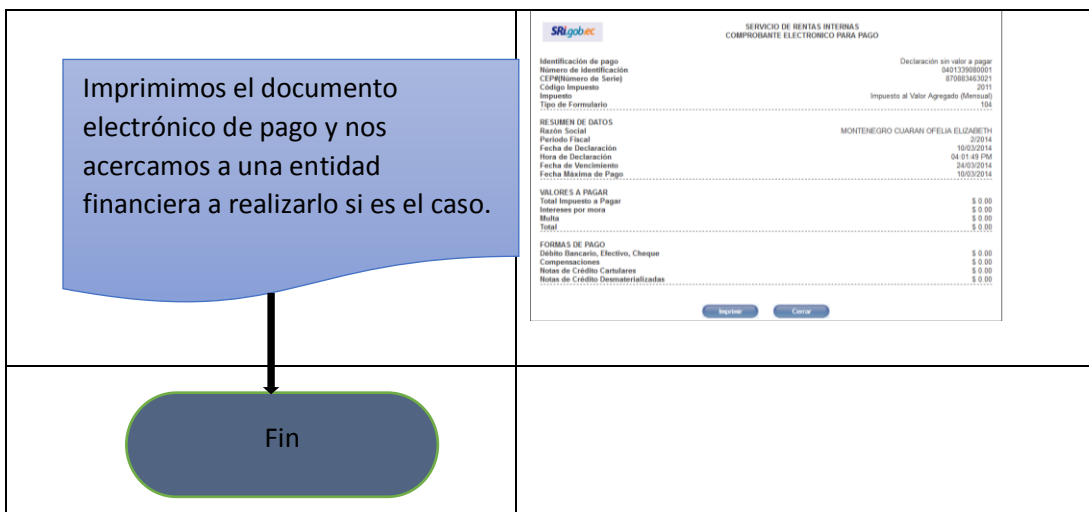 Imprimimos el documento
electrónico de pago y nos
acercamos a una entidad
financiera a realizarlo si es el caso.
SRi.gob.ec
SERVICIO DE RENTAS INTERNAS
COMPROBANTE ELECTRONICO PARA PAGO
Identificación de pago Declaración sin valor a pagar
Número de identificación 0401339080001
CEP#(Número de Serie) 870883463021
Código Impuesto 2011
Impuesto Impuesto al Valor Agregado (Mensual)
Tipo de Formulario 104
RESUMEN DE DATOS
Razón Social MONTENEGRO CUARAN OFELIA ELIZABETH
Periodo Fiscal 2/2014
Fecha de Declaración 10/03/2014
Hora de Declaración 04:01:49 PM
Fecha de Vencimiento 24/03/2014
Fecha Máxima de Pago 10/03/2014
VALORES A PAGAR
Total Impuesto a Pagar $ 0.00
Intereses por mora $ 0.00
Multa $ 0.00
Total $ 0.00
FORMAS DE PAGO
Débito Bancario, Efectivo, Cheque $ 0.00
Compensaciones $ 0.00
Notas de Crédito Cartulares $ 0.00
Notas de Crédito Desmaterializadas $ 0.00
Imprimir Cerrar
Fin